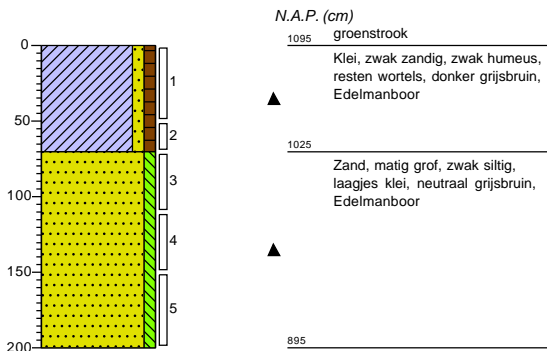 N.A.P. (cm)
0
1095 groenstrook
Klei, zwak zandig, zwak humeus,
resten wortels, donker grijsbruin,
Edelmanboor
1
50
2
1025
Zand, matig grof, zwak siltig,
laagjes klei, neutraal grijsbruin,
Edelmanboor
3
100
4
150
5
200
895